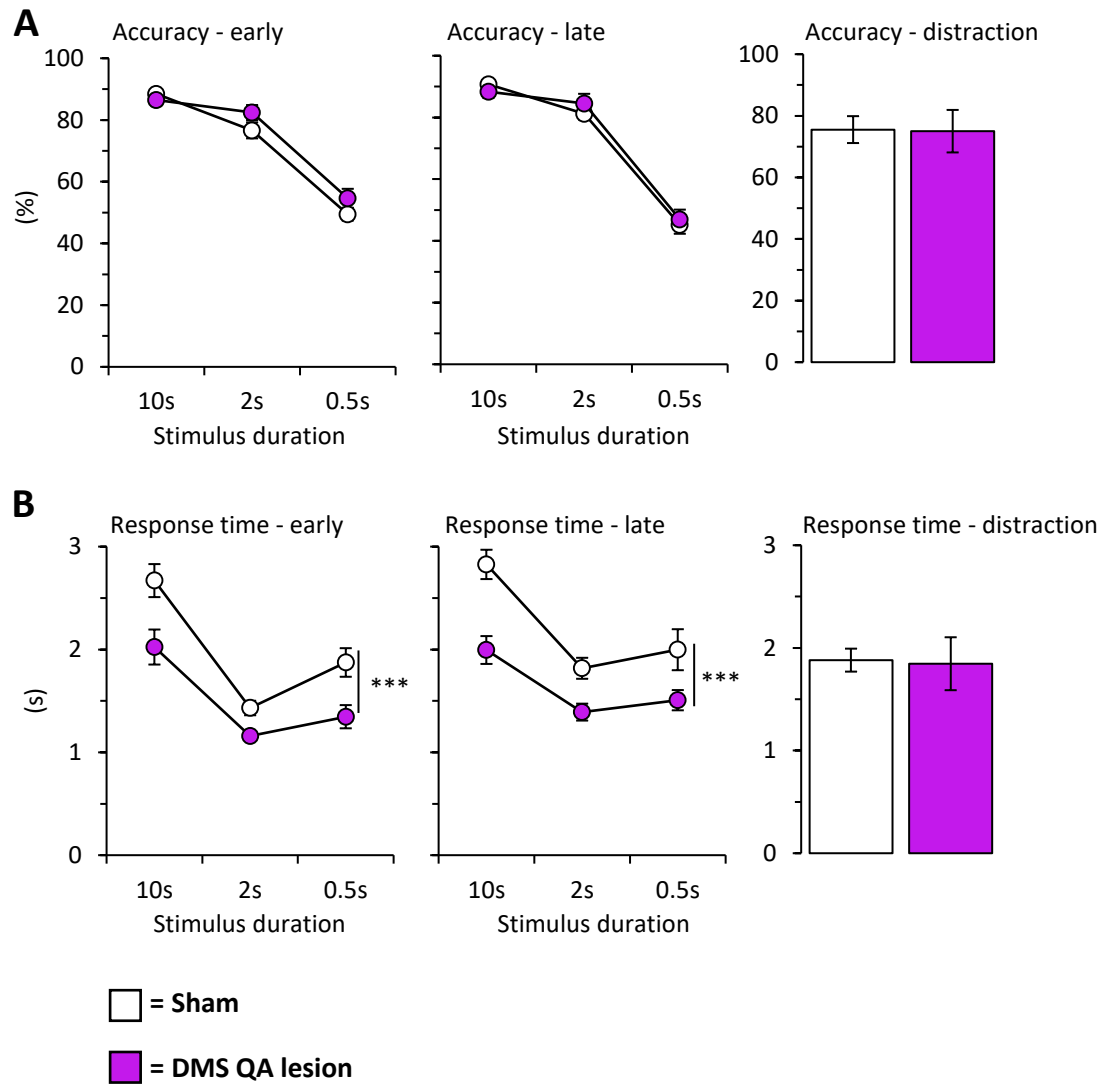 A
Accuracy - early
Accuracy - late
Accuracy - distraction
(%)
100
80
60
40
20
0
10s 2s 0.5s
Stimulus duration
10s 2s 0.5s
Stimulus duration
100
80
60
40
20
0
B
Response time - early
Response time - late
Response time - distraction
(s)
3
2
1
0
***
10s 2s 0.5s
Stimulus duration
***
10s 2s 0.5s
Stimulus duration
3
2
1
0
= Sham
= DMS QA lesion